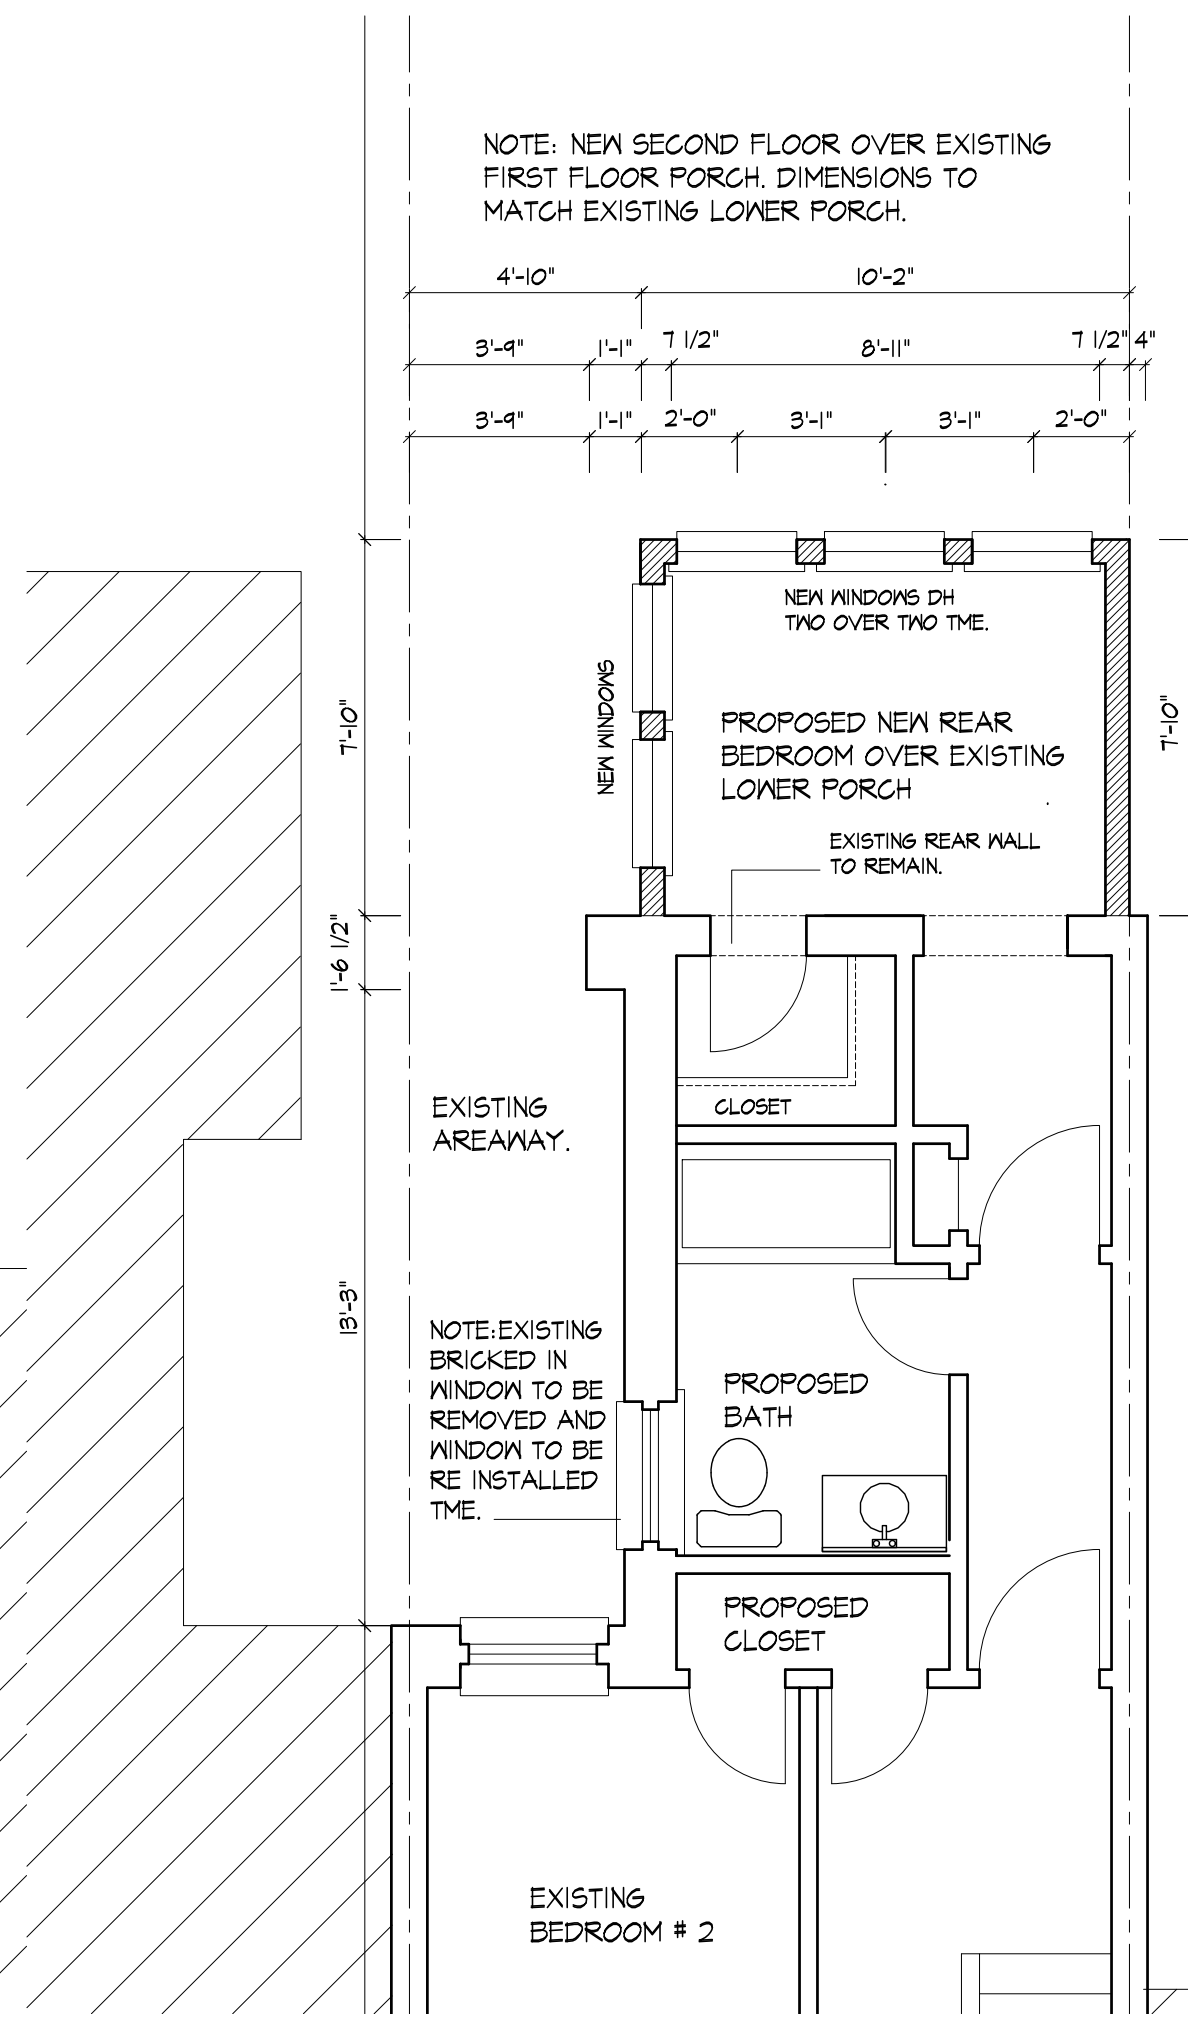 NOTE: NEW SECOND FLOOR OVER EXISTING
FIRST FLOOR PORCH. DIMENSIONS TO
MATCH EXISTING LOWER PORCH.
4'-10"
10'-2"
3'-9"
1'-1"
7 1/2"
8'-11"
7 1/2"
4"
3'-9"
1'-1"
2'-0"
3'-1"
3'-1"
2'-0"
NEW WINDOWS DH
TWO OVER TWO TME.
NEW WINDOWS
7'-10"
PROPOSED NEW REAR
BEDROOM OVER EXISTING
LOWER PORCH
7'-10"
EXISTING REAR WALL
TO REMAIN.
1'-6 1/2"
EXISTING
AREAWAY.
CLOSET
13'-3"
NOTE:EXISTING
BRICKED IN
WINDOW TO BE
REMOVED AND
WINDOW TO BE
RE INSTALLED
TME.
PROPOSED
BATH
PROPOSED
CLOSET
EXISTING
BEDROOM # 2